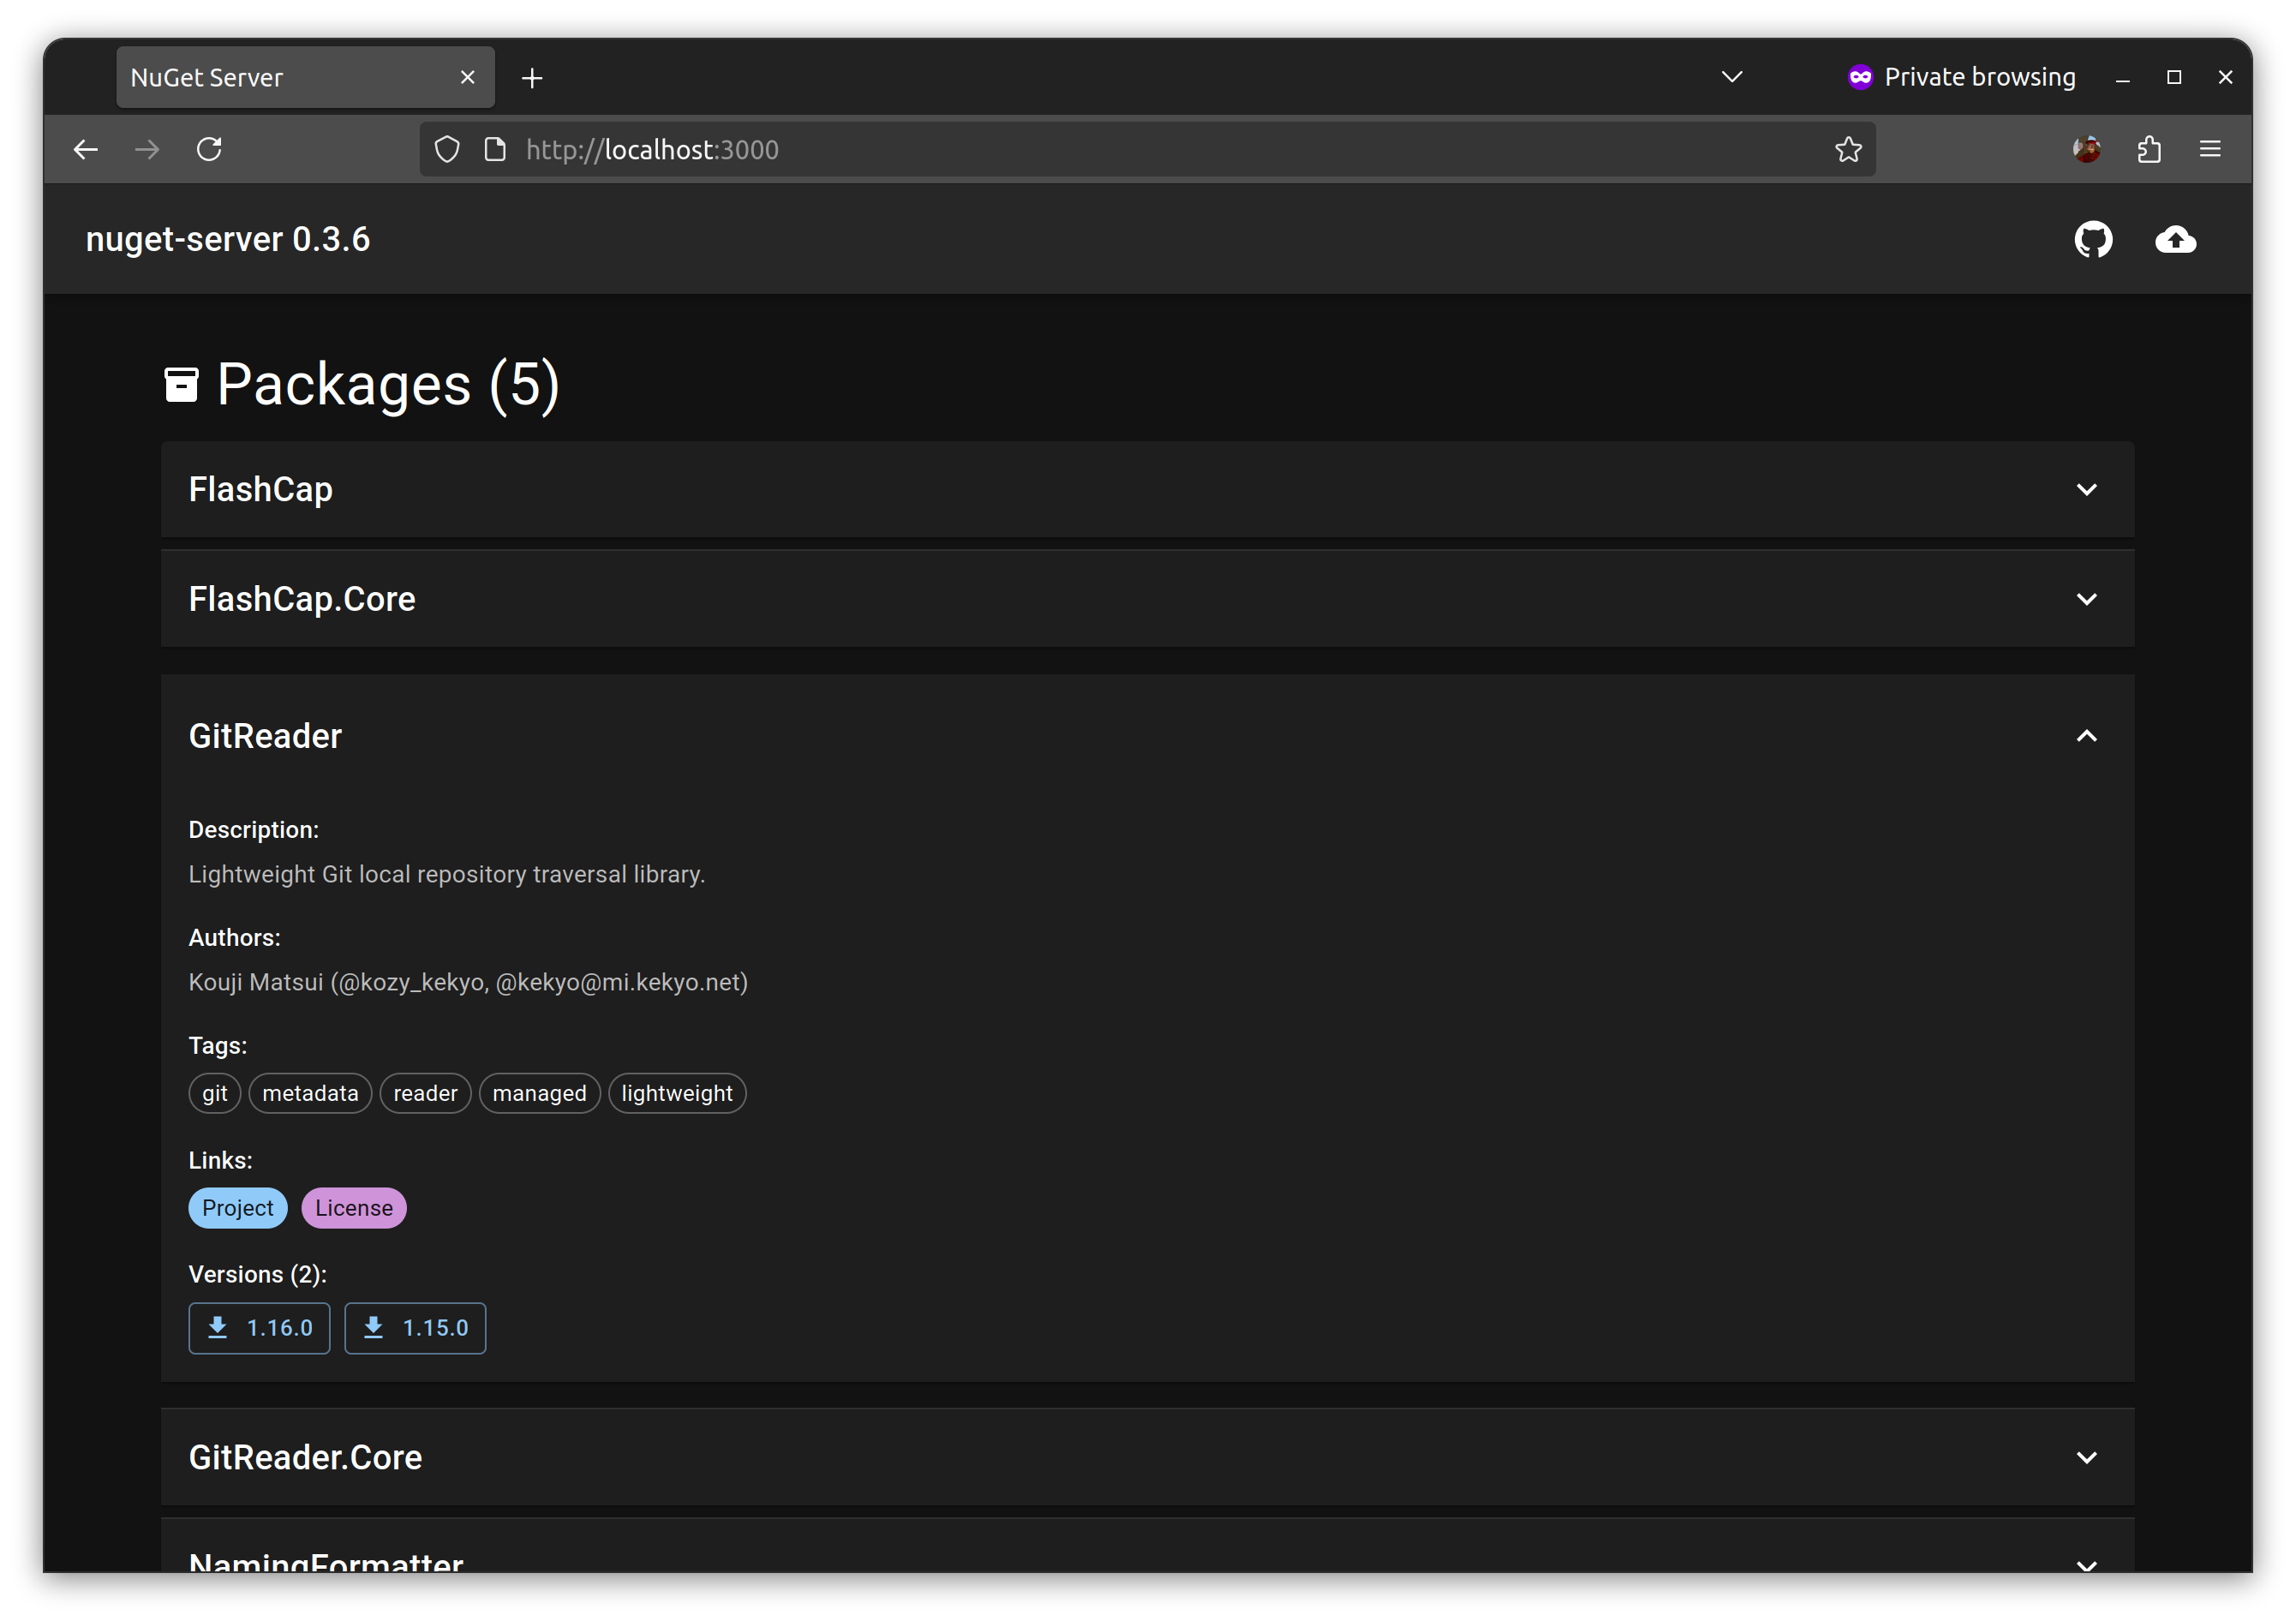 NuGet Server
Private browsing
http://localhost:3000
nuget-server 0.3.6
Packages (5)
FlashCap
FlashCap.Core
GitReader
Description:
Lightweight Git local repository traversal library.
Authors:
Kouji Matsui (@kozy_kekyo, @kekyo@mi.kekyo.net)
Tags:
git metadata reader managed lightweight
Links:
Project License
Versions (2):
1.16.0 1.15.0
GitReader.Core
NamingFormatter